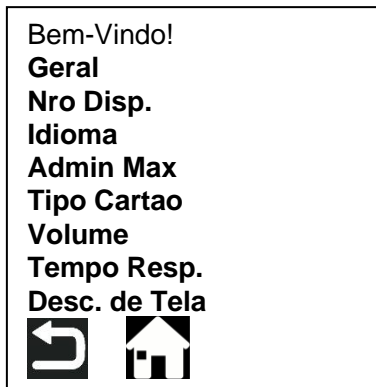 Bem-Vindo!
Geral
Nro Disp.
Idioma
Admin Max
Tipo Cartao
Volume
Tempo Resp.
Desc. de Tela